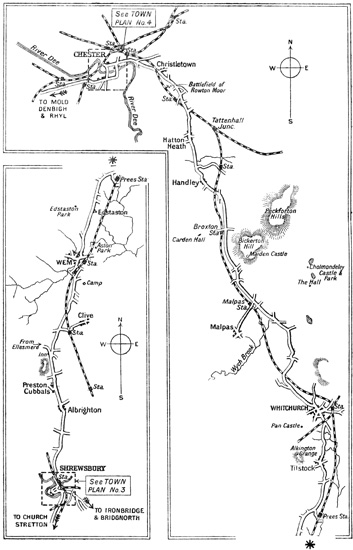 See TOWN
PLAN No. 4
Sta.
CHESTER
Sta.
Sta.
River Dee
Christletown
Battlefield of
Rowton Moor
TO MOLD
DENBIGH
& RHYL
River Dee
Sta.
Tattenhall
Junc.
Hatton
Heath
Sta.
Handley
Peckforton
Hills
Broxton
Sta.
Carden Hall
Bickerton
Hill
Maiden Castle
Cholmondeley
Castle &
Park
The Hall
Malpas
Sta.
Malpas
Wych Brook
WHITCHURCH
Sta.
Pan Castle
Alkington
Grange
Tilstock
Prees Sta.
*
N
W
E
S
*
Prees Sta.
Edstaston
Park
Edstaston
Aston
Park
WEM
Sta.
Camp
Clive
Sta.
N
W
E
S
From
Ellesmere
Inn
Preston
Gubbals
Sta.
Albrighton
SHREWSBURY
Sta.
See TOWN
PLAN No. 3
TO IRONBRIDGE
& BRIDGNORTH
TO CHURCH
STRETTON